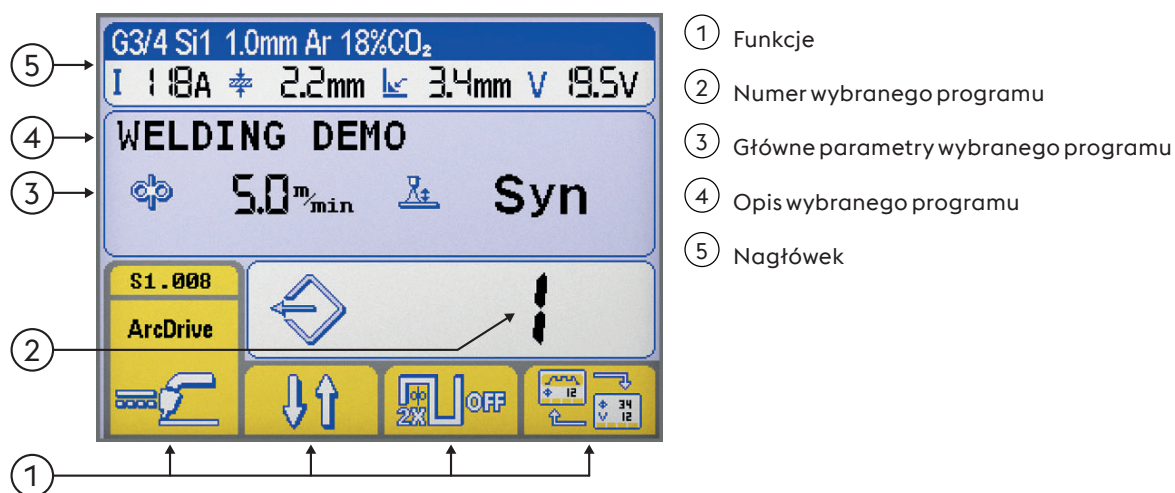 G3/4 Si1 1.0mm Ar 18%CO₂
I 118A 2.2mm 3.4mm V 19.5V
WELDING DEMO
5.0 m/min Syn
S1.008
ArcDrive
1
2X OFF
12
34
V 12
5
4
3
2
1
1 Funkcje
2 Numer wybranego programu
3 Główne parametry wybranego programu
4 Opis wybranego programu
5 Nagłówek